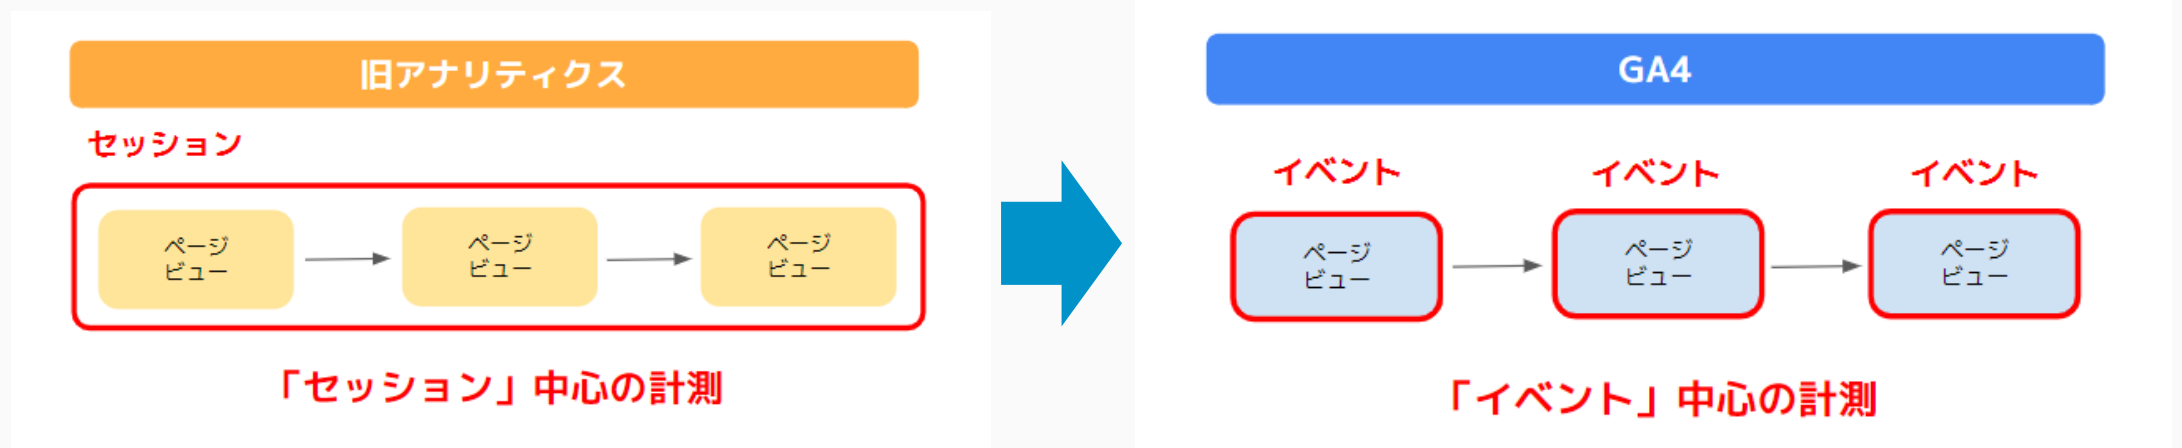 旧アナリティクス
セッション
ページ
ビュー
ページ
ビュー
ページ
ビュー
「セッション」中心の計測
GA4
イベント
イベント
イベント
ページ
ビュー
ページ
ビュー
ページ
ビュー
「イベント」中心の計測